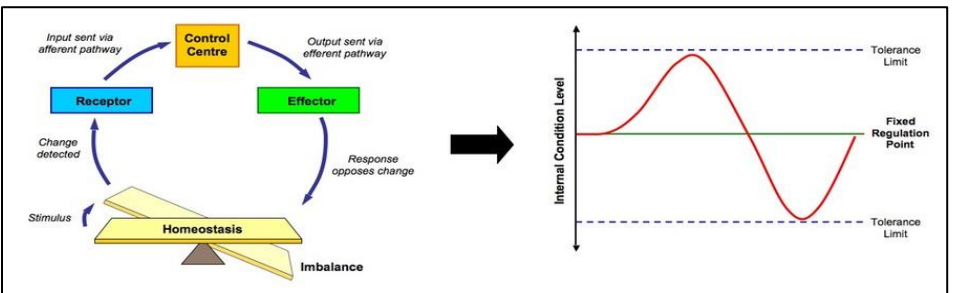 Input sent via
afferent pathway
Control
Centre
Output sent via
efferent pathway
Receptor
Effector
Change
detected
Response
opposes change
Stimulus
Homeostasis
Imbalance
Internal Condition Level
Tolerance
Limit
Fixed
Regulation
Point
Tolerance
Limit